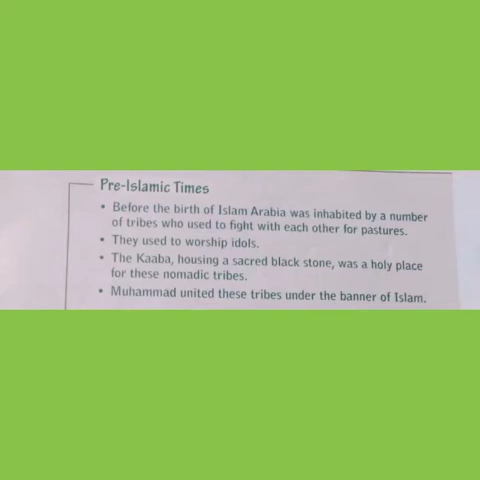 Pre-Islamic Times
• Before the birth of Islam Arabia was inhabited by a number
of tribes who used to fight with each other for pastures.
• They used to worship idols.
• The Kaaba, housing a sacred black stone, was a holy place
for these nomadic tribes.
• Muhammad united these tribes under the banner of Islam.